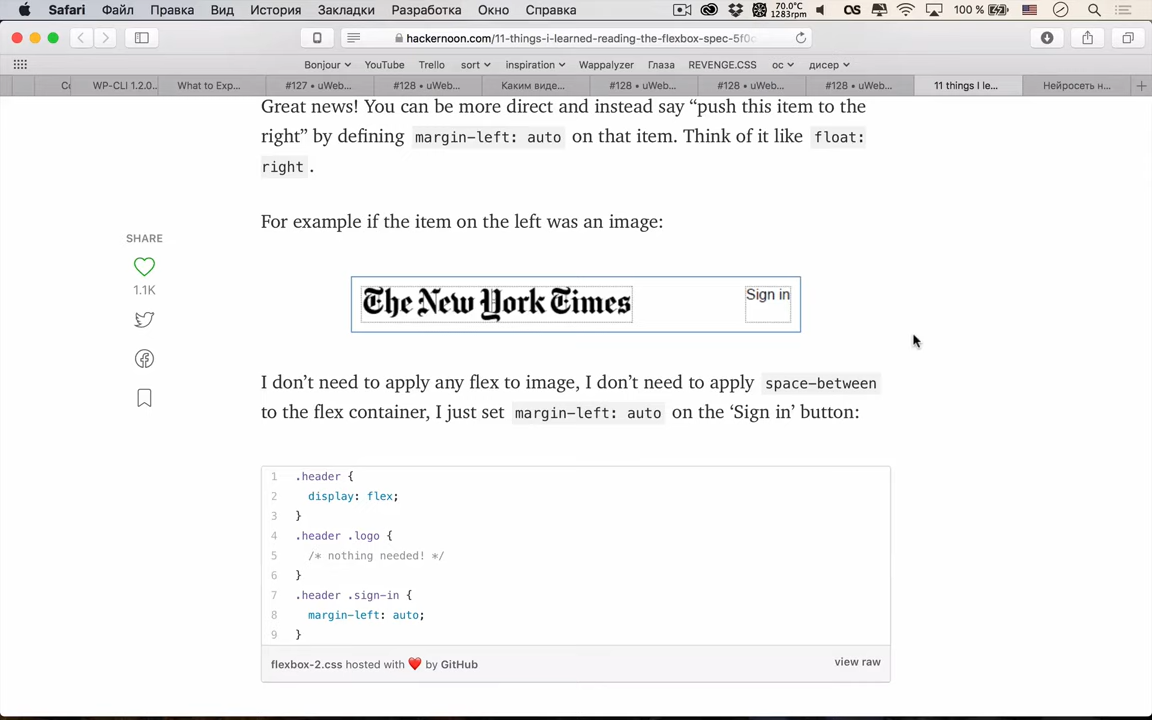 Safari Файл Правка Вид История Закладки Разработка Окно Справка 70.0°C 1283rpm 100 %
hackernoon.com/11-things-i-learned-reading-the-flexbox-spec-5f0c
Bonjour YouTube Trello sort inspiration Wappalyzer Глаза REVENGE.CSS ос дисер
WP-CLI 1.2.0.. What to Exp... #127 • uWeb... #128 • uWeb... Каким виде... #128 • uWeb... #128 • uWeb... #128 • uWeb... 11 things I le... Нейросеть н...
Great news! You can be more direct and instead say “push this item to the
right” by defining margin-left: auto on that item. Think of it like float:
right .
For example if the item on the left was an image:
SHARE
1.1K
The New York Times Sign in
I don’t need to apply any flex to image, I don’t need to apply space-between
to the flex container, I just set margin-left: auto on the ‘Sign in’ button:
1 .header {
2 display: flex;
3 }
4 .header .logo {
5 /* nothing needed! */
6 }
7 .header .sign-in {
8 margin-left: auto;
9 }
flexbox-2.css hosted with ❤ by GitHub view raw